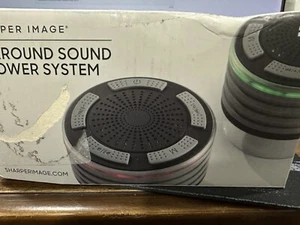 PER IMAGE®
ROUND SOUND
OWER SYSTEM
SHARPERIMAGE.COM